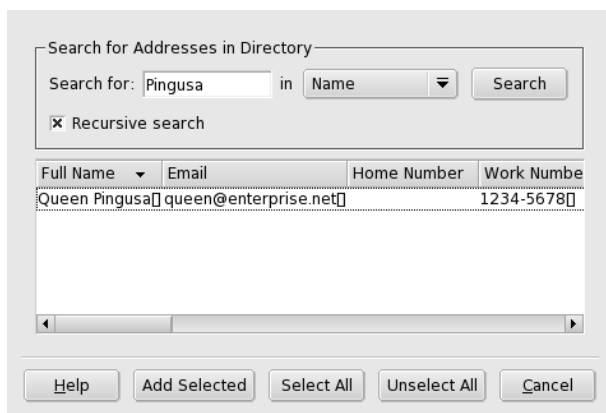 Search for Addresses in Directory
Search for: Pingusa in Name Search
Recursive search
Full Name Email Home Number Work Numbe
Queen Pingusa▯ queen@enterprise.net▯ 1234-5678▯
Help Add Selected Select All Unselect All Cancel